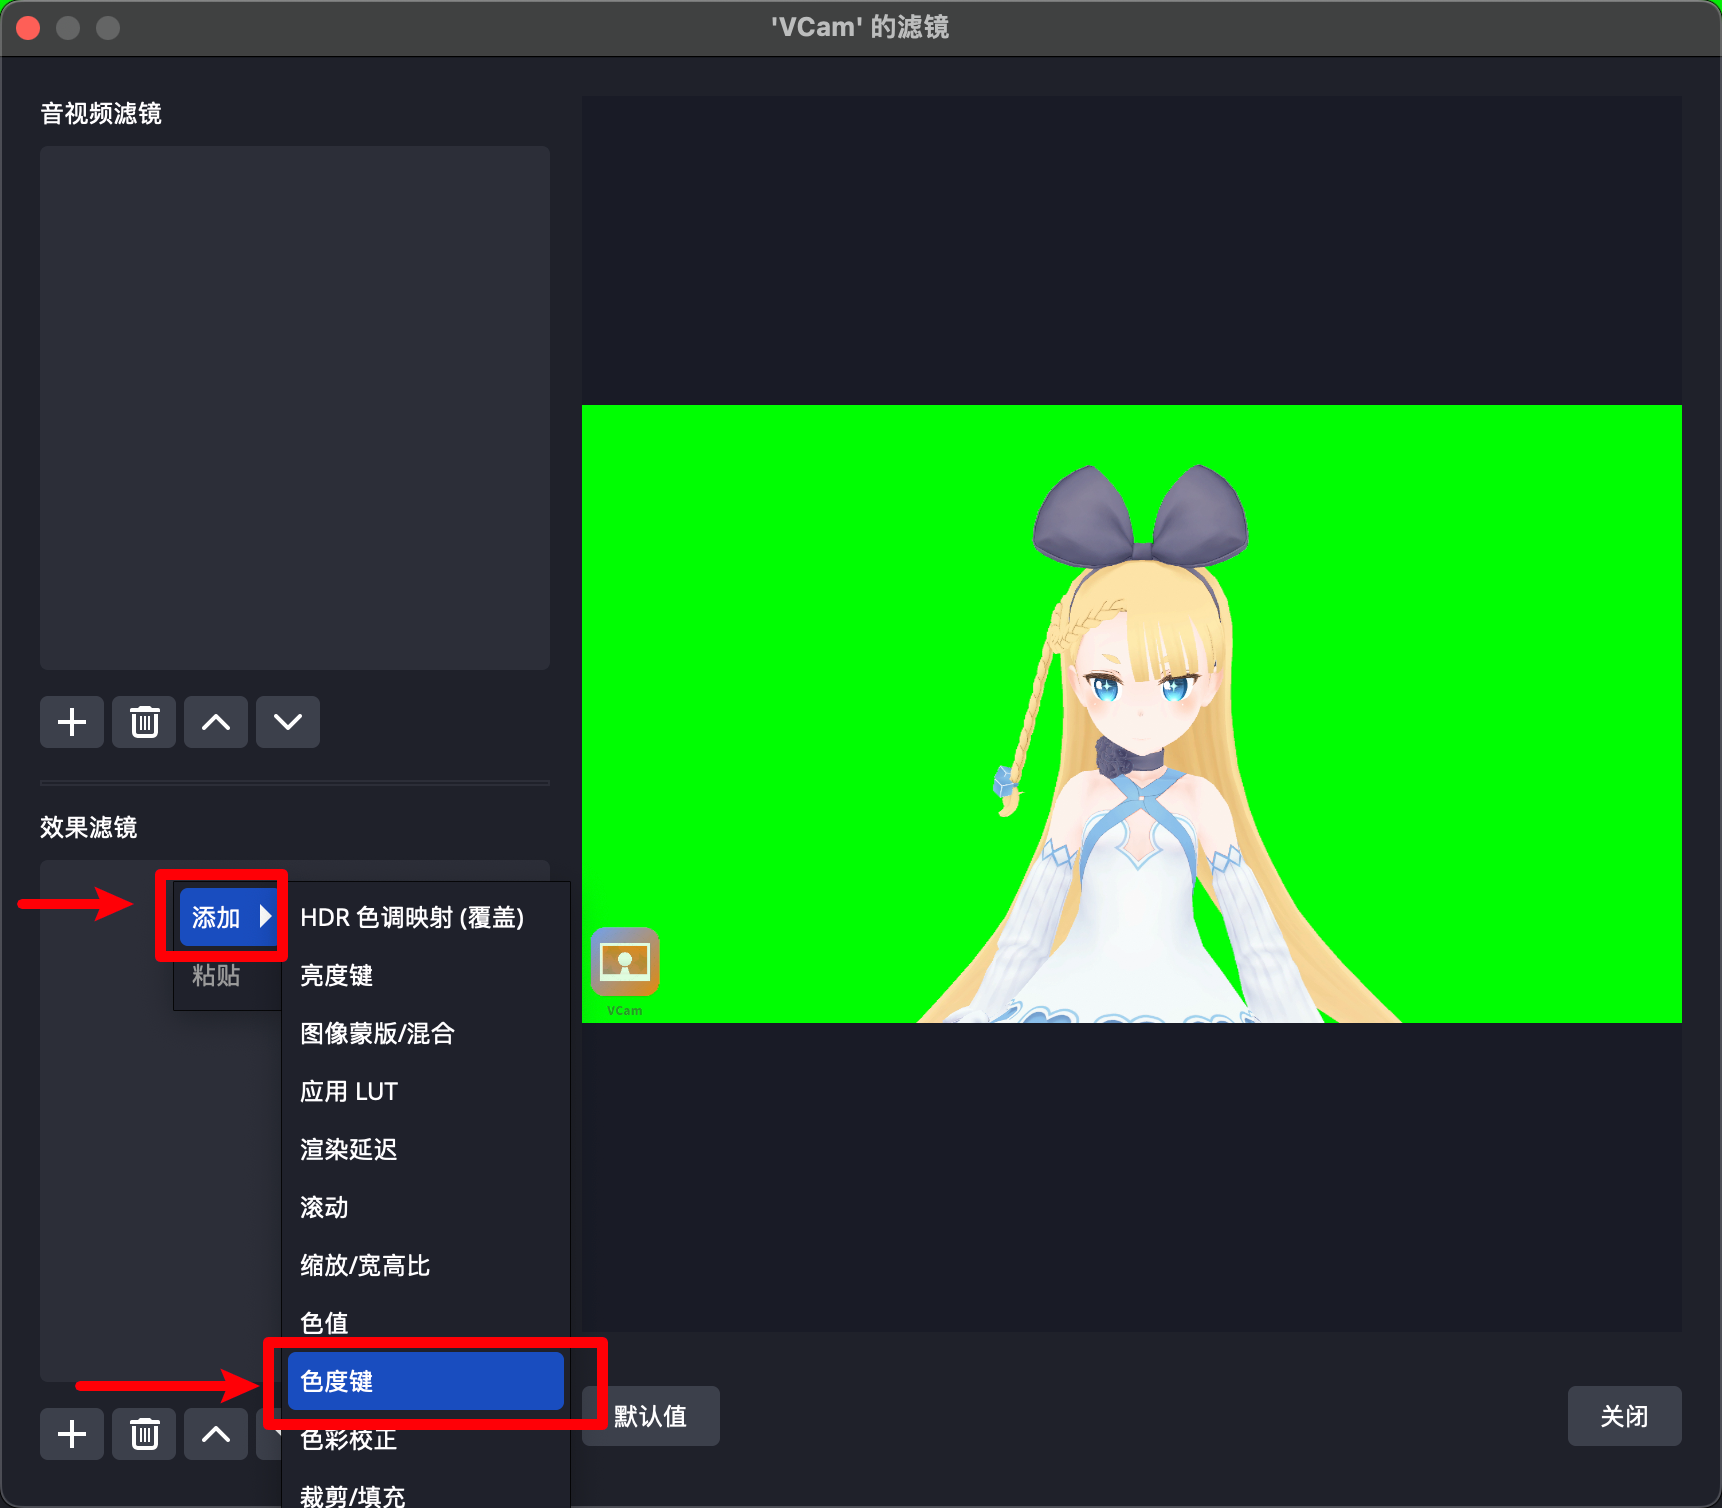 'VCam' 的滤镜
音视频滤镜
效果滤镜
添加
粘贴
HDR 色调映射 (覆盖)
亮度键
图像蒙版/混合
应用 LUT
渲染延迟
滚动
缩放/宽高比
色值
色度键
色彩校正
裁剪/填充
VCam
默认值
关闭